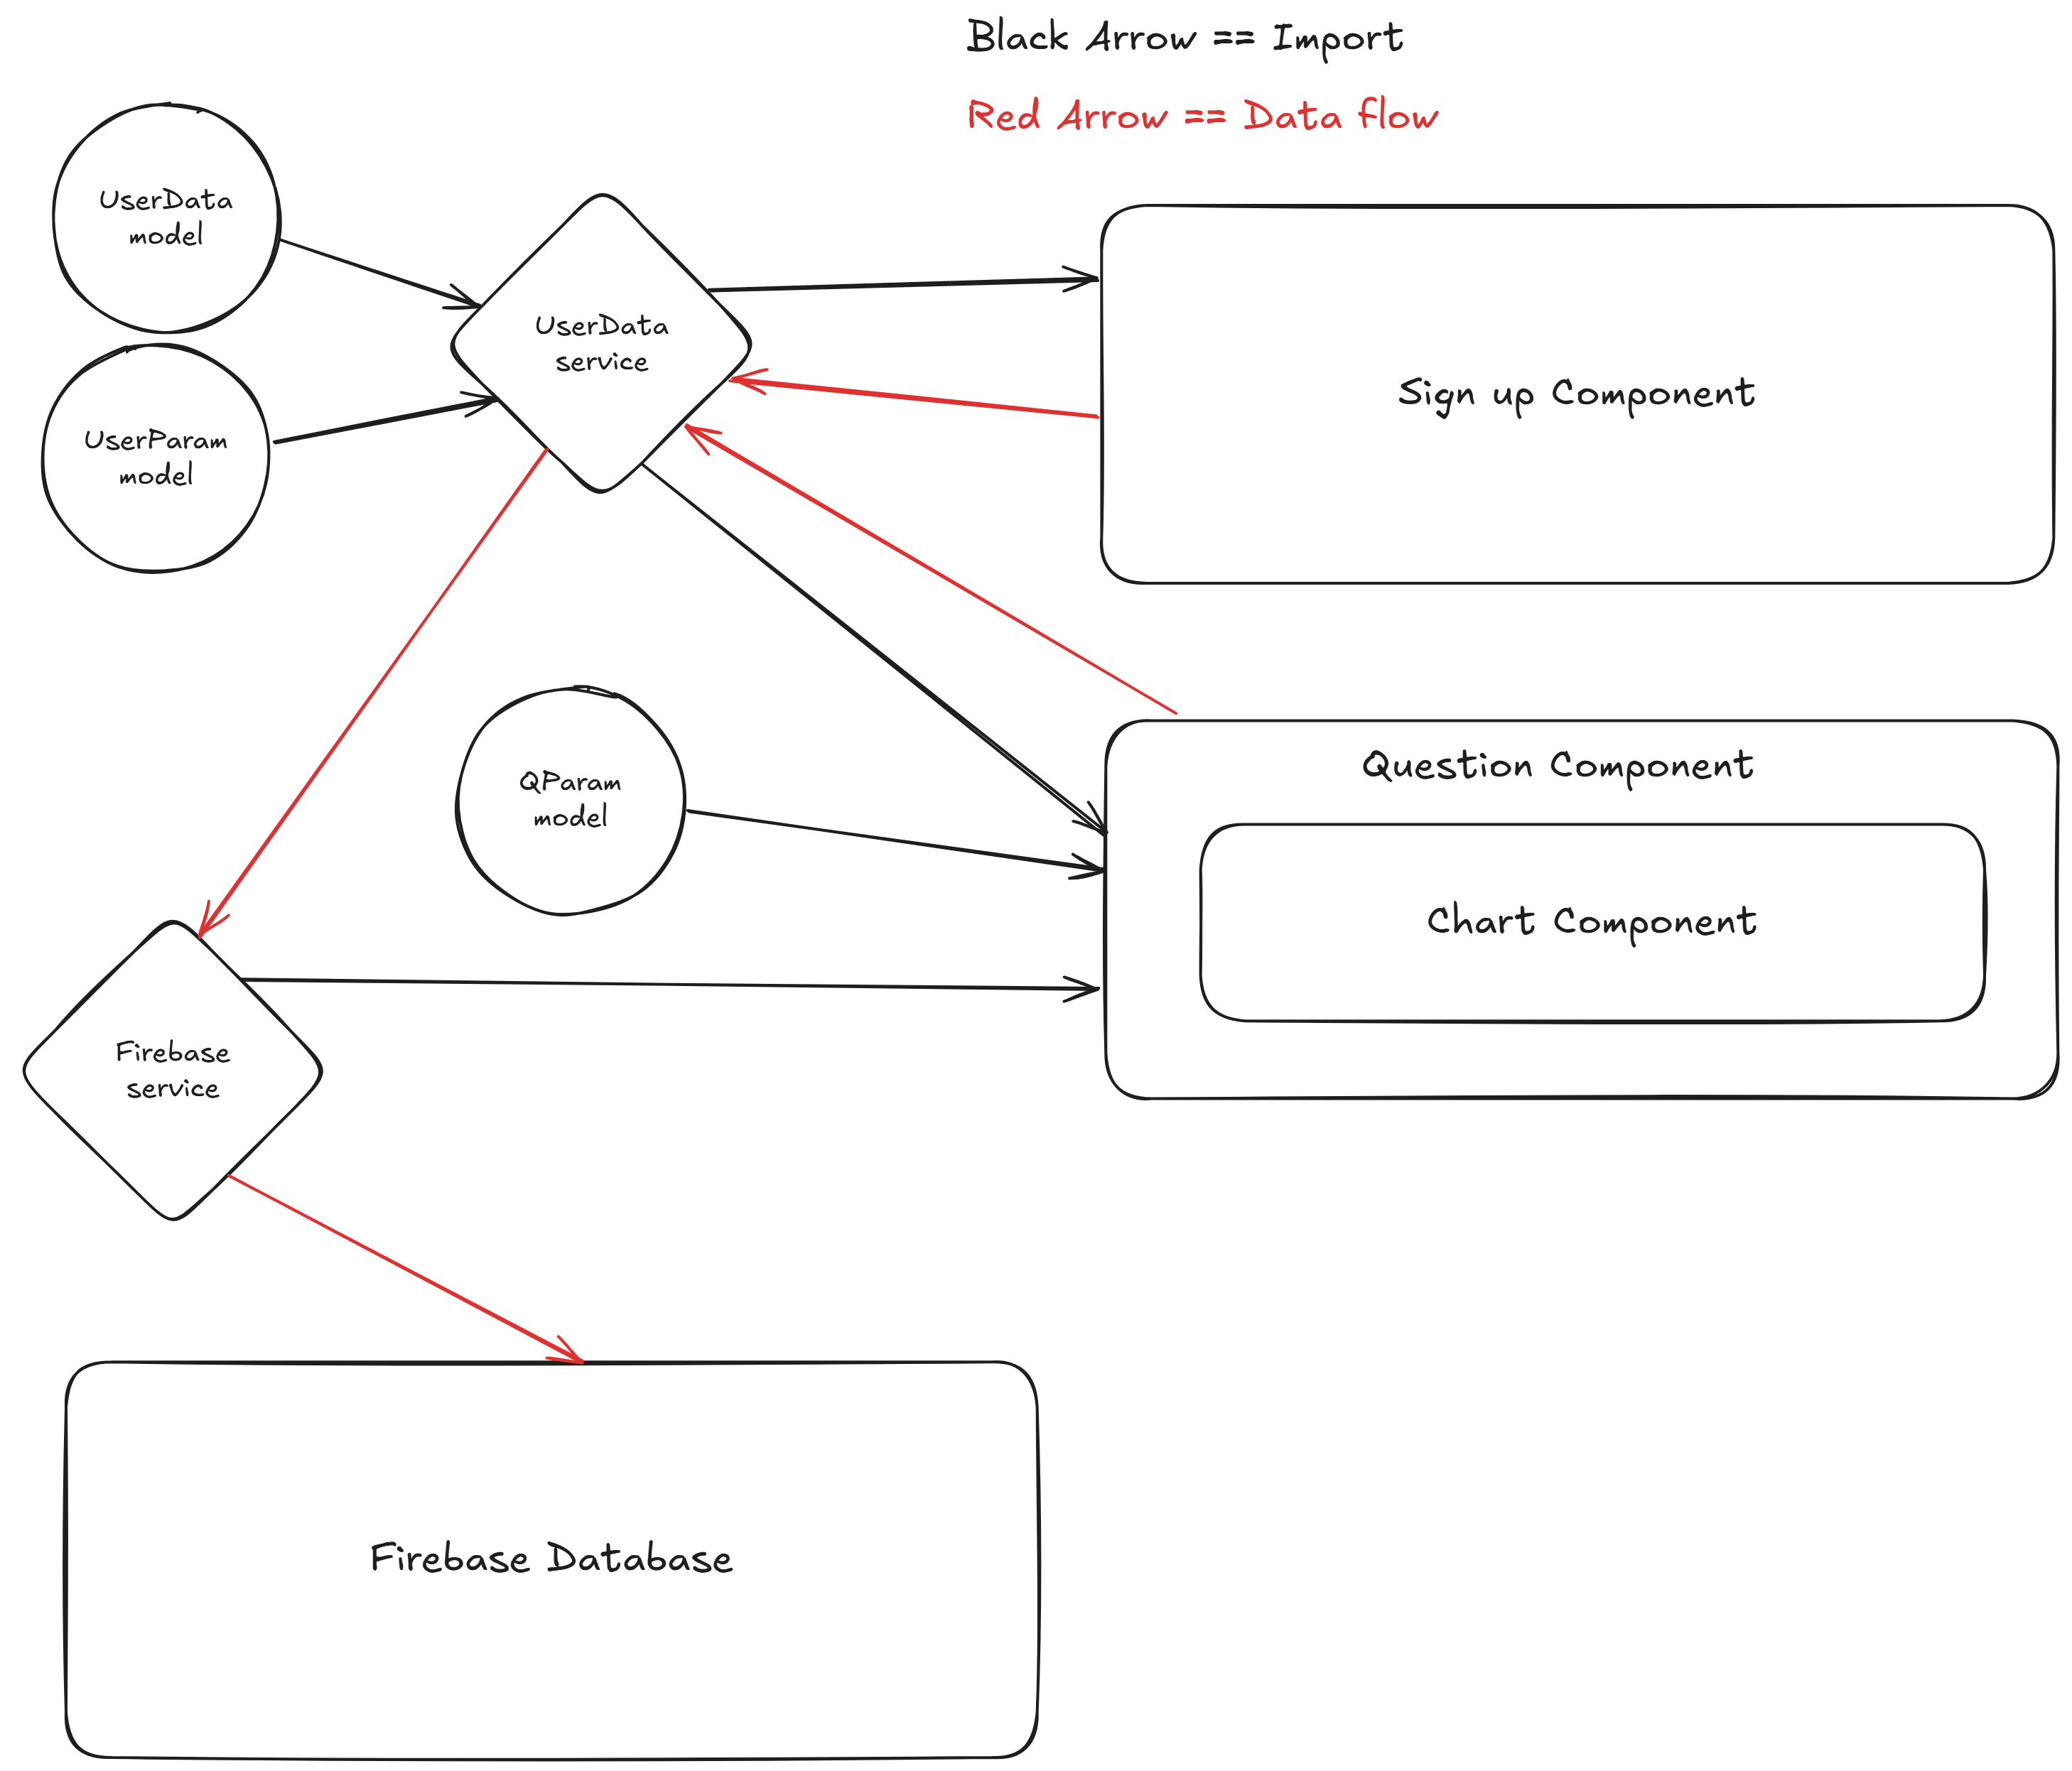 Black Arrow == Import
Red Arrow == Data flow
UserData
model
UserData
service
Sign up Component
UserParam
model
Question Component
QParam
model
Chart Component
Firebase
service
Firebase Database